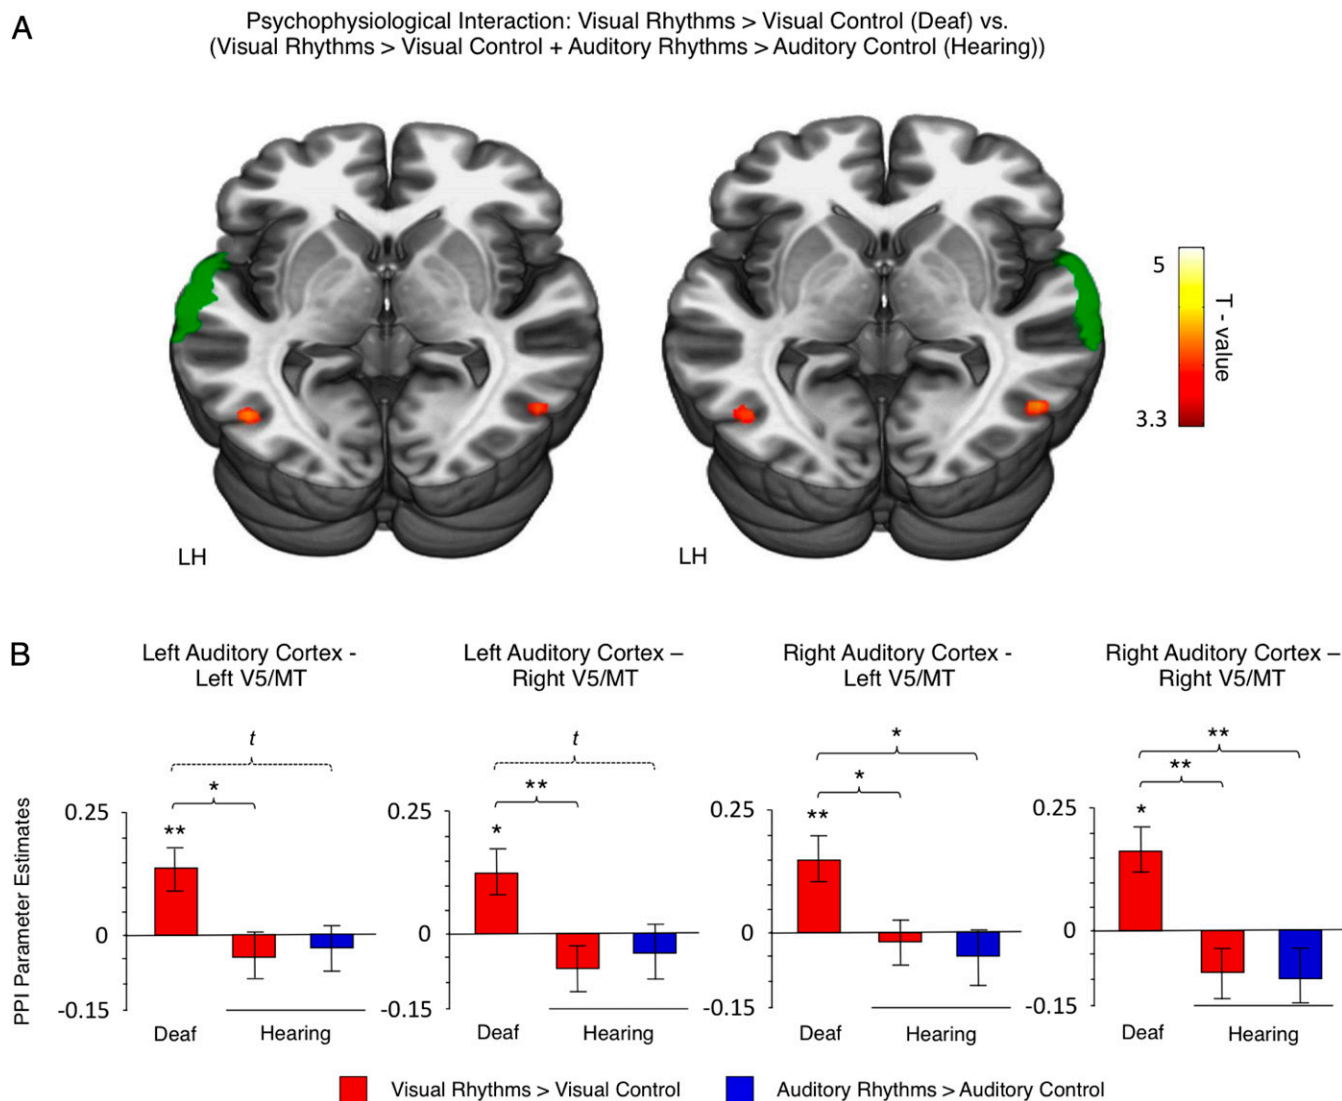 A
Psychophysiological Interaction: Visual Rhythms > Visual Control (Deaf) vs.
(Visual Rhythms > Visual Control + Auditory Rhythms > Auditory Control (Hearing))
5
T - value
3.3
LH
LH
B
Left Auditory Cortex -
Left V5/MT
Left Auditory Cortex –
Right V5/MT
Right Auditory Cortex -
Left V5/MT
Right Auditory Cortex –
Right V5/MT
PPI Parameter Estimates
t
*
**
0.25
0
-0.15
Deaf
Hearing
t
**
*
0.25
0
-0.15
Deaf
Hearing
*
*
**
0.25
0
-0.15
Deaf
Hearing
**
**
*
0.25
0
-0.15
Deaf
Hearing
Visual Rhythms > Visual Control
Auditory Rhythms > Auditory Control